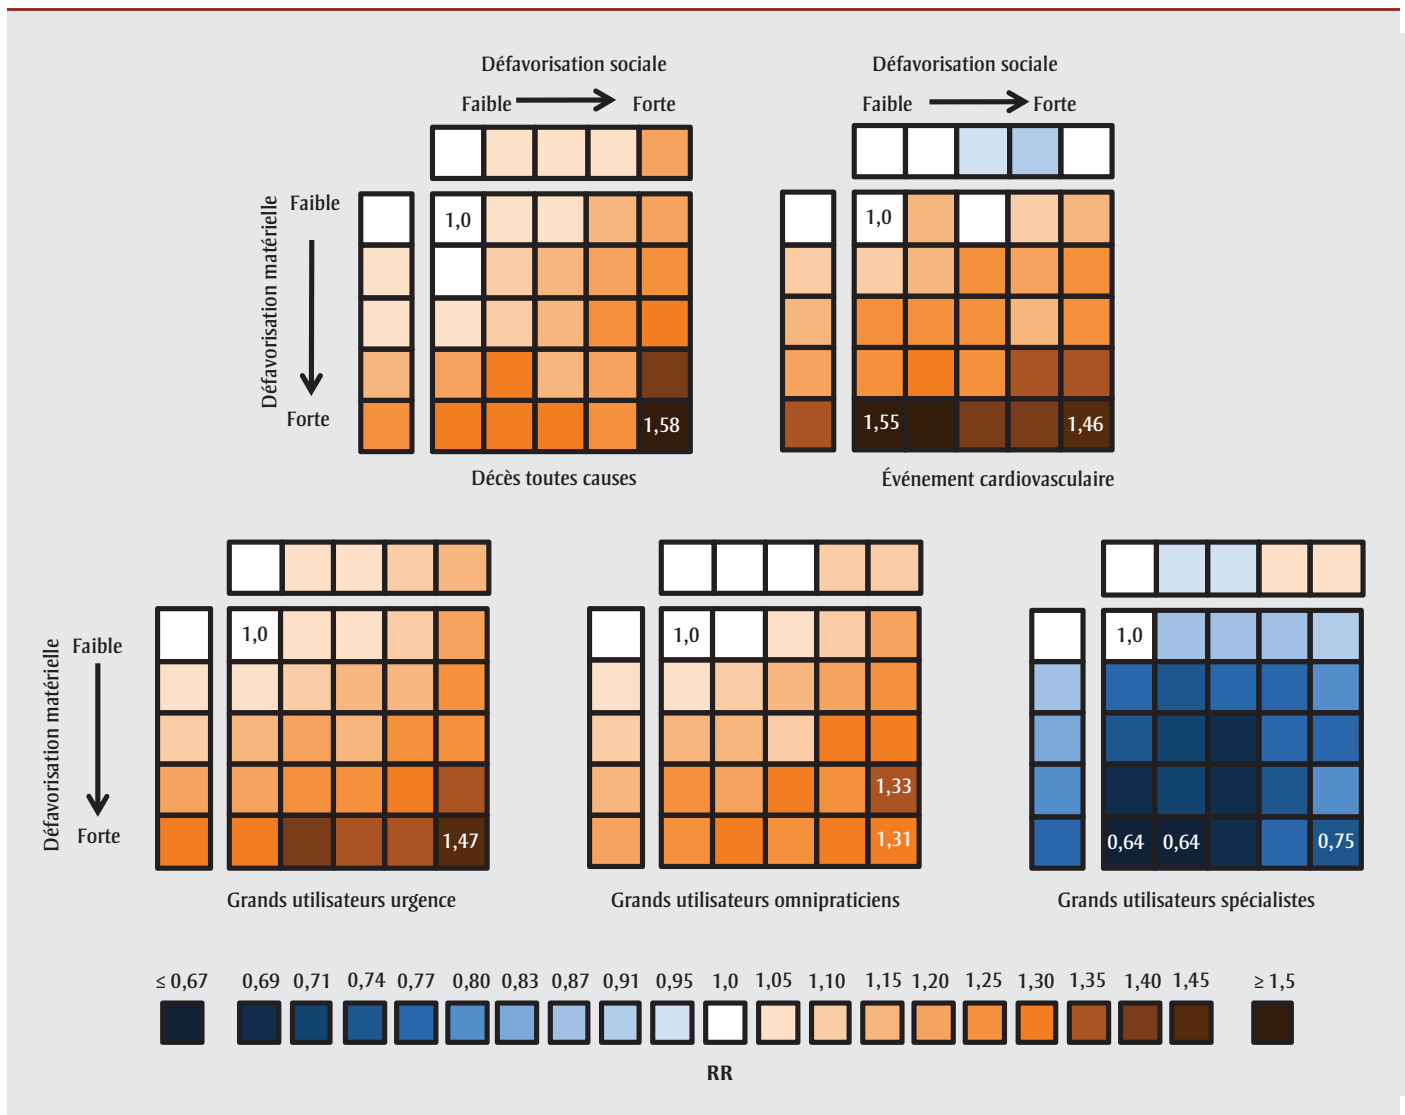 Défavorisation sociale
Faible Forte
Défavorisation sociale
Faible Forte
Défavorisation matérielle
Faible
Forte
1,0
1,58
1,0
1,55
1,46
Décès toutes causes
Événement cardiovasculaire
Défavorisation matérielle
Faible
Forte
1,0
1,47
1,0
1,33
1,31
1,0
0,64 0,64 0,75
Grands utilisateurs urgence
Grands utilisateurs omnipraticiens
Grands utilisateurs spécialistes
≤ 0,67 0,69 0,71 0,74 0,77 0,80 0,83 0,87 0,91 0,95 1,0 1,05 1,10 1,15 1,20 1,25 1,30 1,35 1,40 1,45 ≥ 1,5
RR